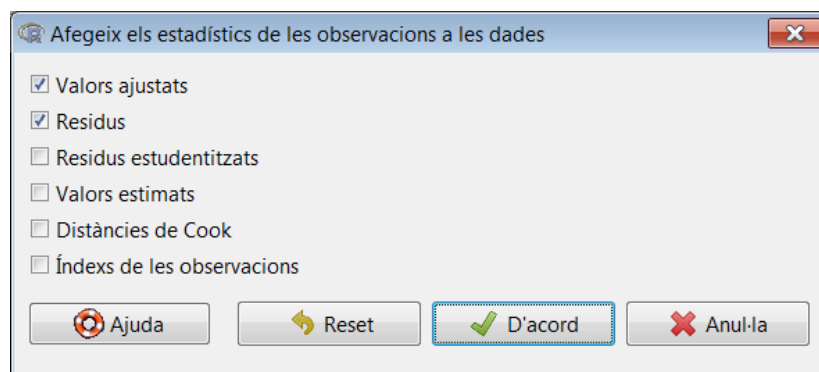 Afegeix els estadístics de les observacions a les dades
Valors ajustats
Residus
Residus estudentitzats
Valors estimats
Distàncies de Cook
Índexs de les observacions
Ajuda Reset D'acord Anul·la